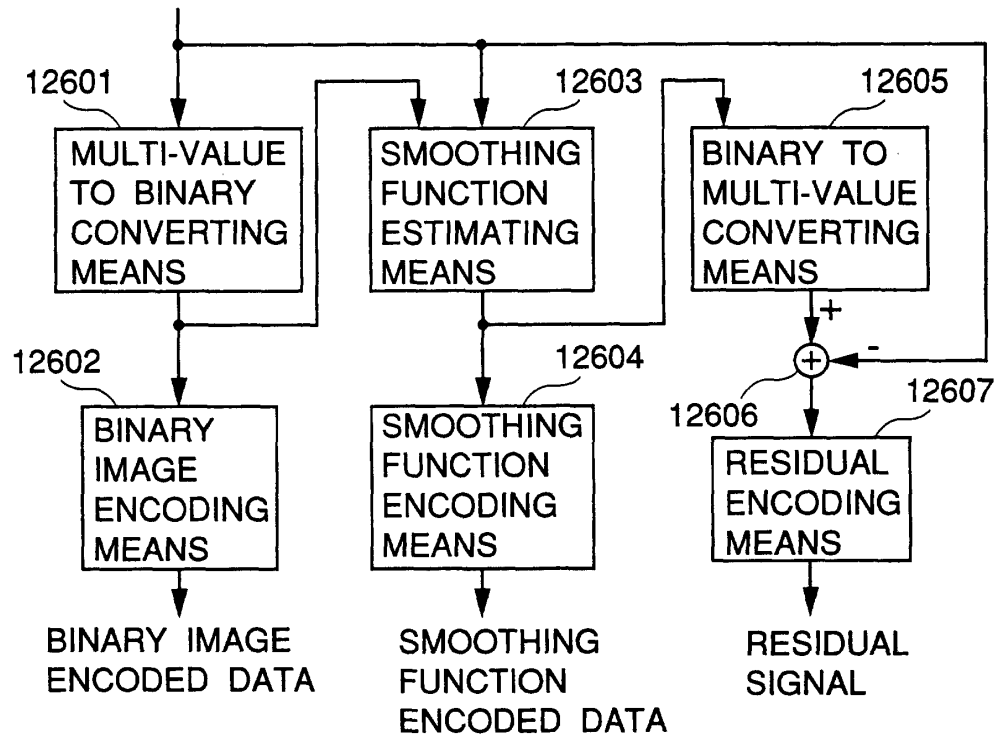 12601
MULTI-VALUE
TO BINARY
CONVERTING
MEANS
12603
SMOOTHING
FUNCTION
ESTIMATING
MEANS
12605
BINARY TO
MULTI-VALUE
CONVERTING
MEANS
+
-
+
12606
12602
BINARY
IMAGE
ENCODING
MEANS
12604
SMOOTHING
FUNCTION
ENCODING
MEANS
12607
RESIDUAL
ENCODING
MEANS
BINARY IMAGE
ENCODED DATA
SMOOTHING
FUNCTION
ENCODED DATA
RESIDUAL
SIGNAL